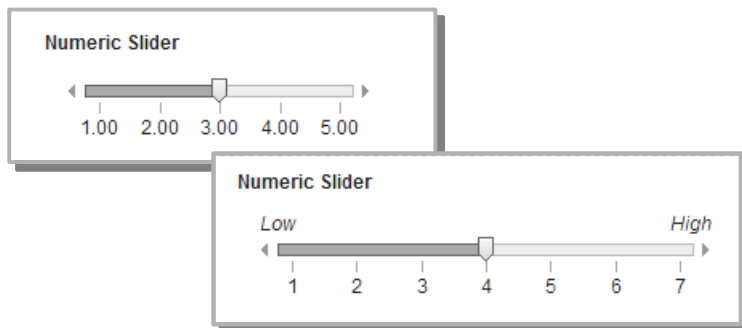 Numeric Slider
1.00 2.00 3.00 4.00 5.00
Numeric Slider
Low High
1 2 3 4 5 6 7